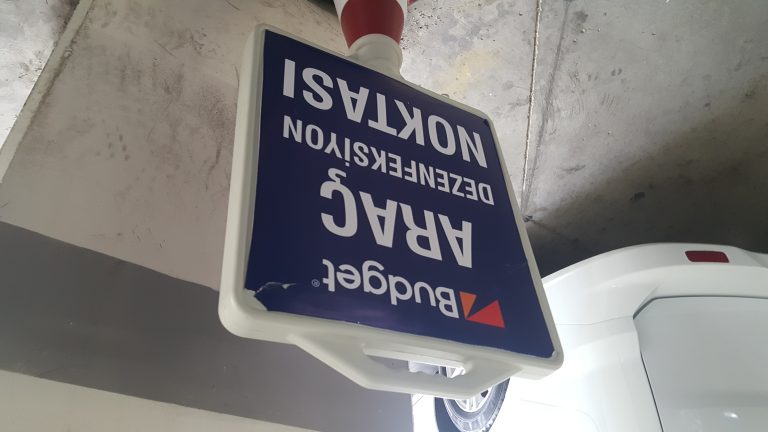 Budget®
ARAÇ
DEZENFEKSİYON
NOKTASI